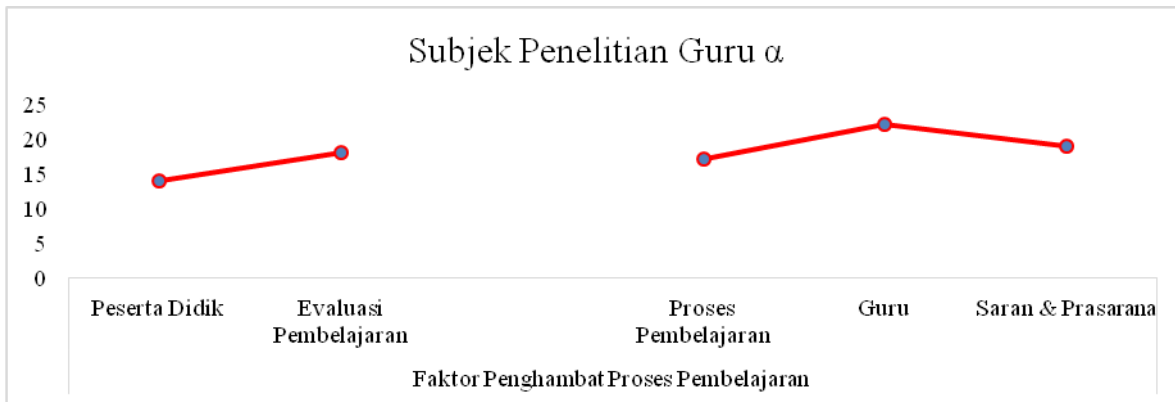 Subjek Penelitian Guru α
25
20
15
10
5
0
Peserta Didik
Evaluasi
Pembelajaran
Proses
Pembelajaran
Guru
Saran & Prasarana
Faktor Penghambat Proses Pembelajaran